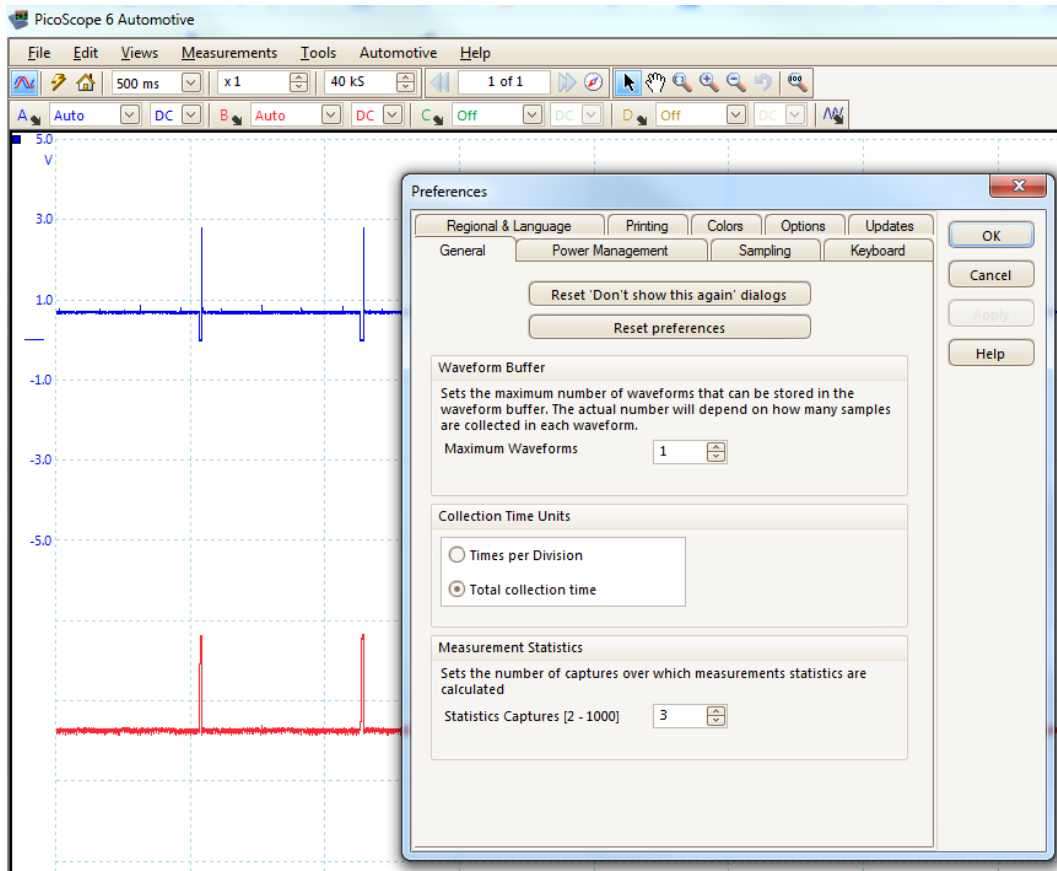 PicoScope 6 Automotive
File Edit Views Measurements Tools Automotive Help
500 ms x 1 40 kS 1 of 1
A Auto DC B Auto DC C Off DC D Off DC
5.0
V
3.0
1.0
-1.0
-3.0
-5.0
Preferences
Regional & Language Printing Colors Options Updates
General Power Management Sampling Keyboard
OK
Cancel
Apply
Help
Reset 'Don't show this again' dialogs
Reset preferences
Waveform Buffer
Sets the maximum number of waveforms that can be stored in the
waveform buffer. The actual number will depend on how many samples
are collected in each waveform.
Maximum Waveforms 1
Collection Time Units
Times per Division
Total collection time
Measurement Statistics
Sets the number of captures over which measurements statistics are
calculated
Statistics Captures [2 - 1000] 3